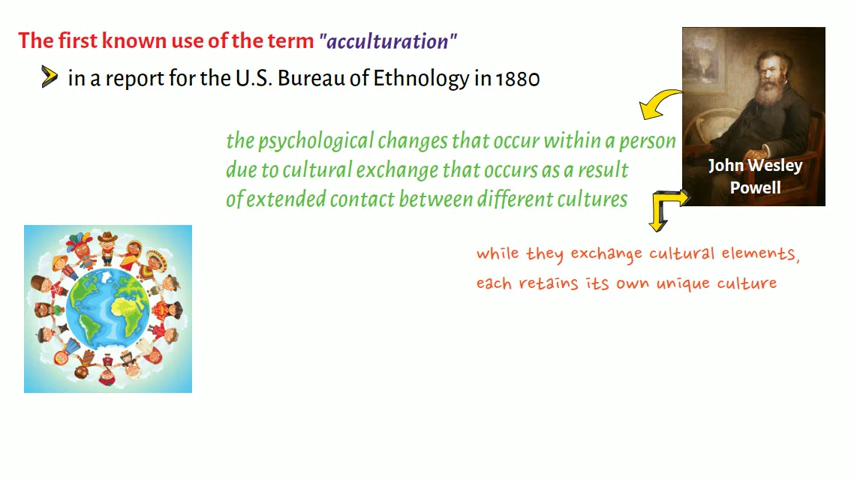 The first known use of the term "acculturation"
in a report for the U.S. Bureau of Ethnology in 1880
the psychological changes that occur within a person
due to cultural exchange that occurs as a result
of extended contact between different cultures
John Wesley
Powell
while they exchange cultural elements,
each retains its own unique culture